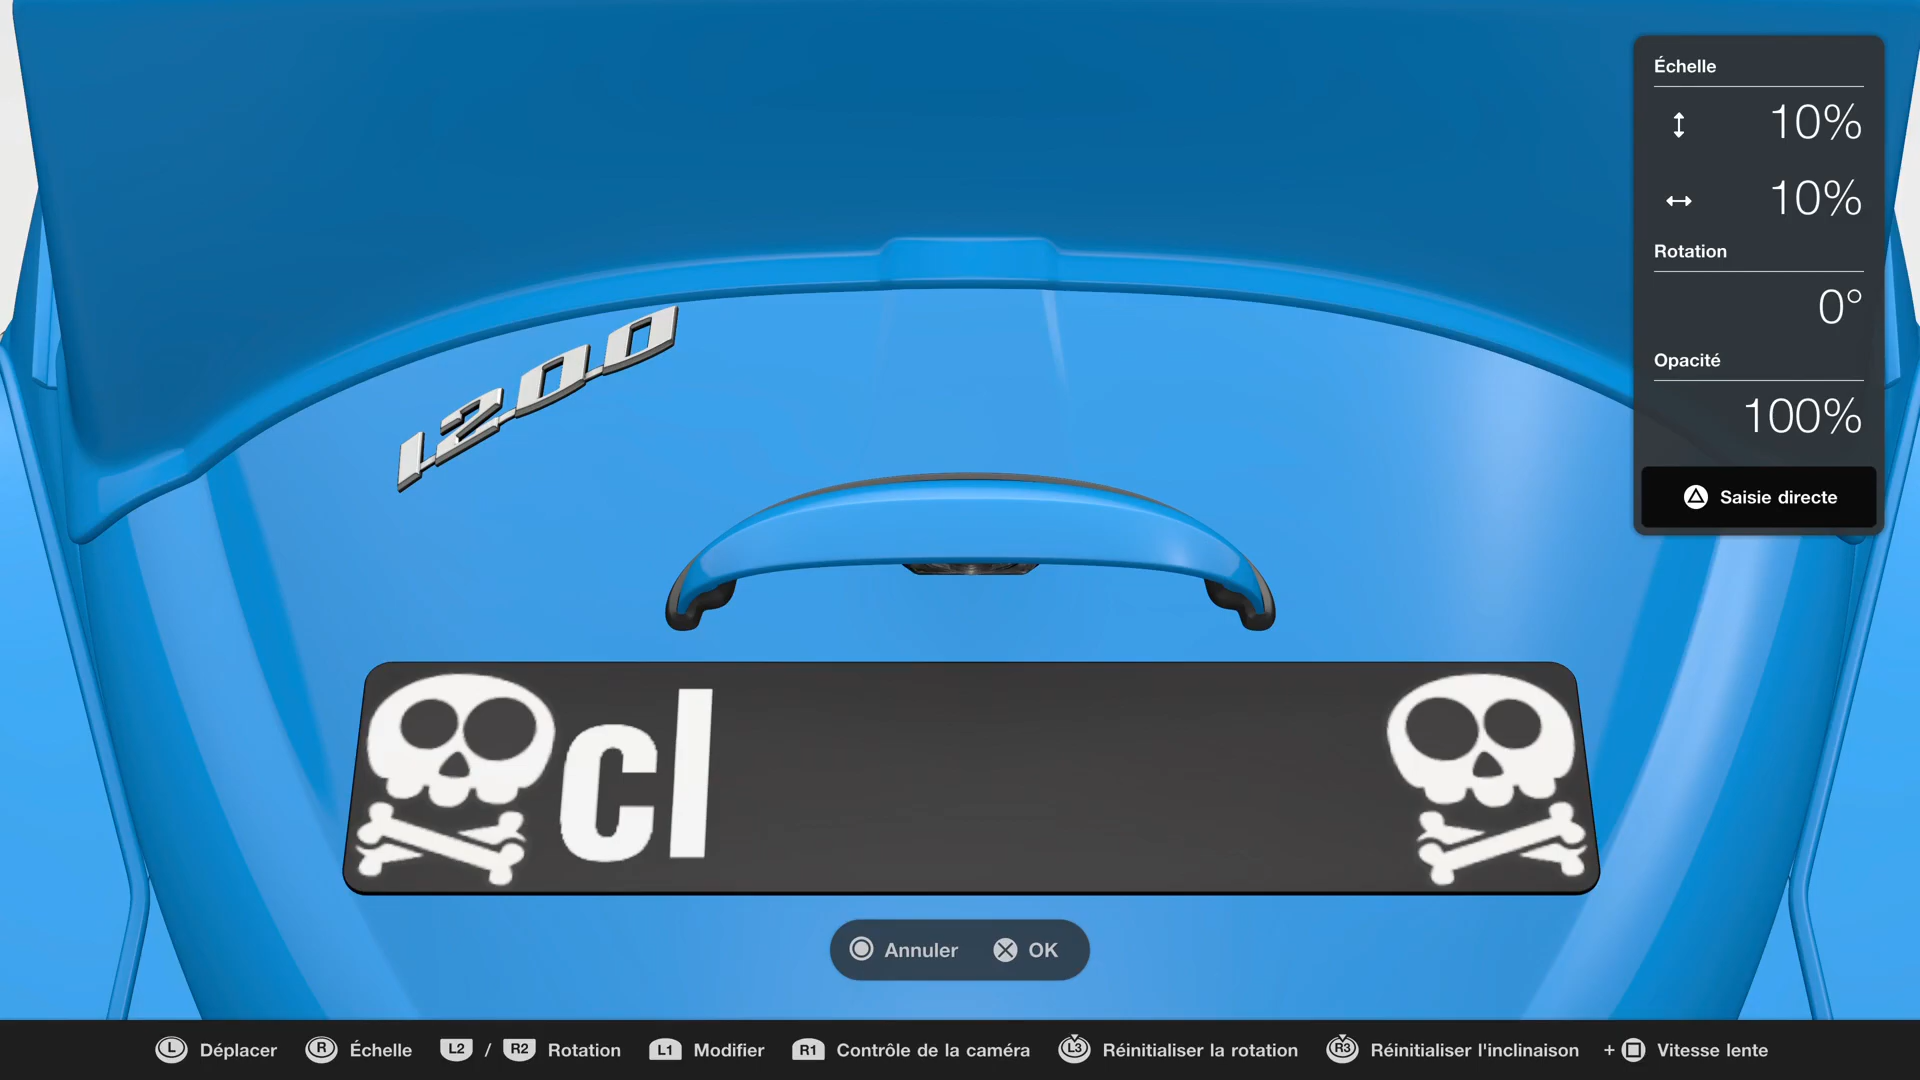 Échelle
10%
10%
Rotation
0°
Opacité
100%
Saisie directe
1200
cl
Annuler OK
L Déplacer R Échelle L2 / R2 Rotation L1 Modifier R1 Contrôle de la caméra L3 Réinitialiser la rotation R3 Réinitialiser l'inclinaison + Vitesse lente